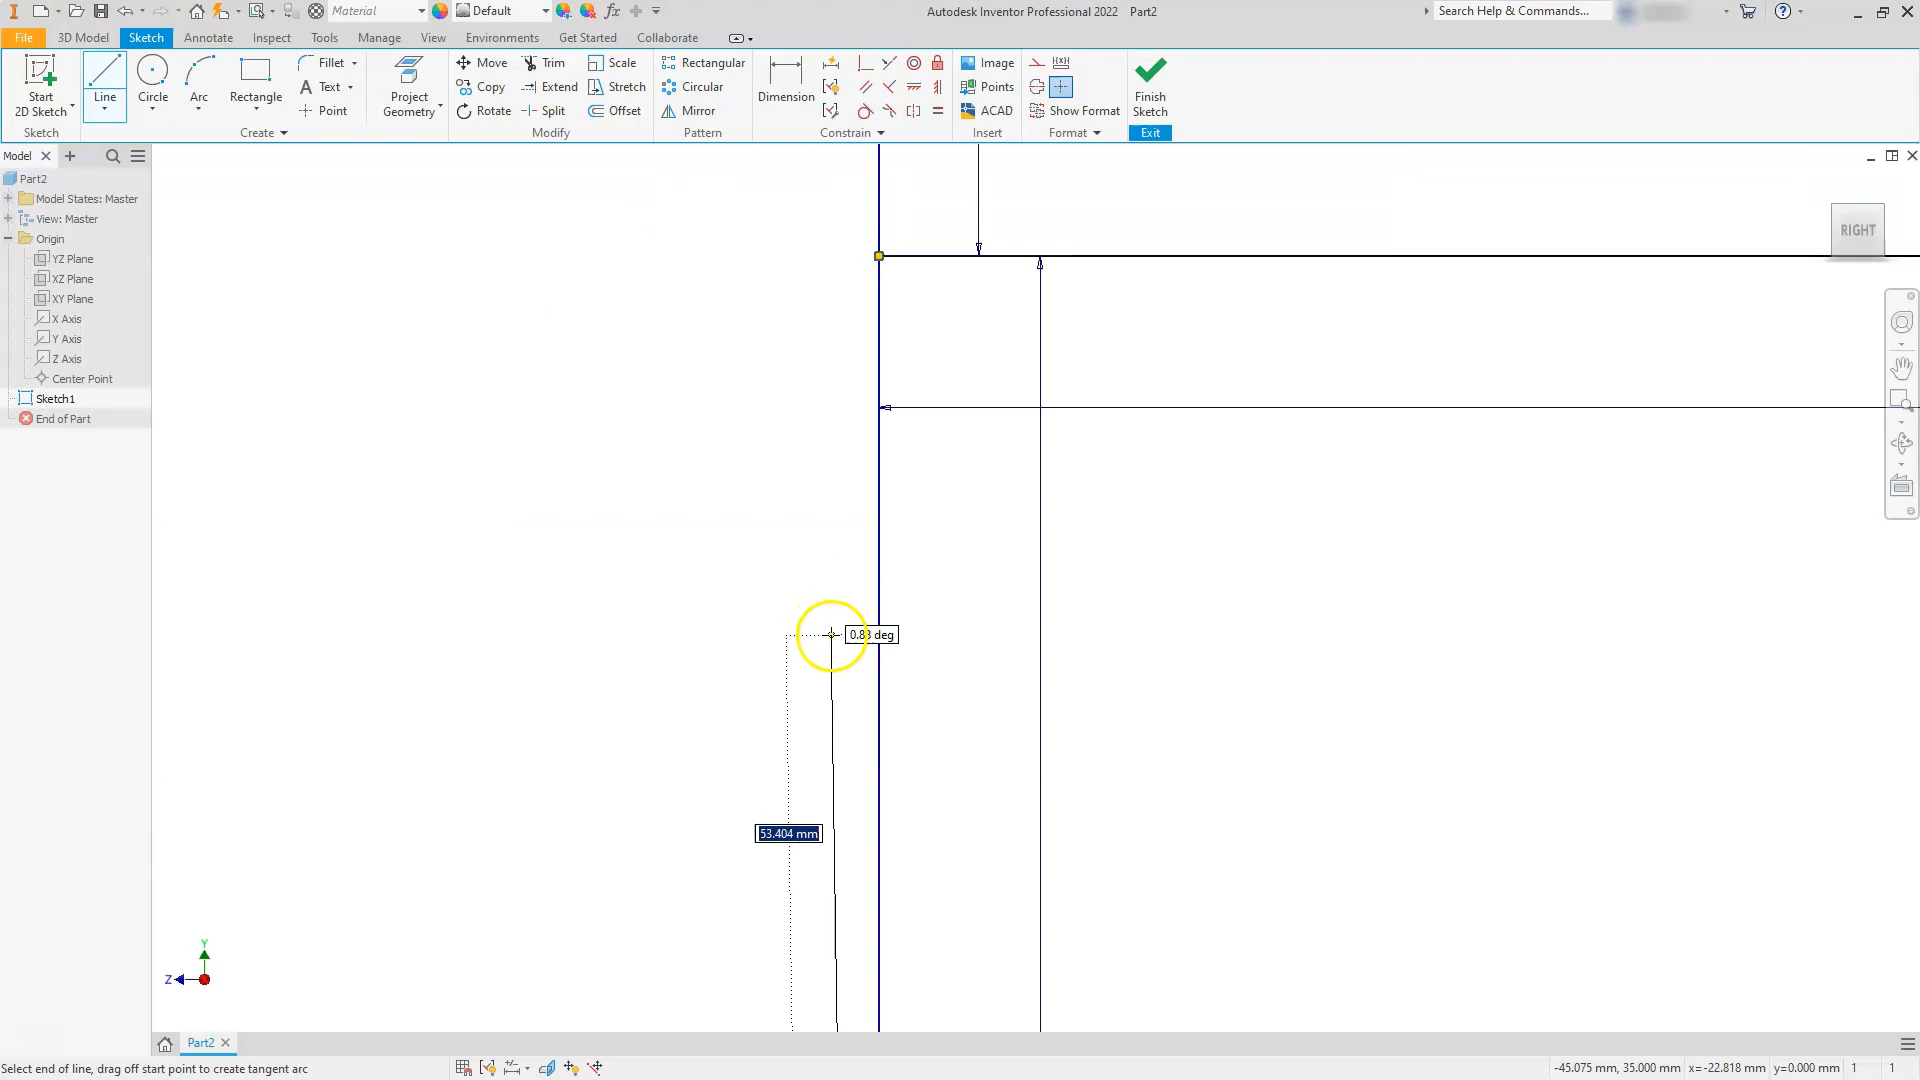 Material
Default
Autodesk Inventor Professional 2022 Part2
Search Help & Commands...
File
3D Model
Sketch
Annotate
Inspect
Tools
Manage
View
Environments
Get Started
Collaborate
Start
2D Sketch
Line
Circle
Arc
Rectangle
Fillet
Text
Point
Project
Geometry
Move
Copy
Rotate
Trim
Extend
Split
Scale
Stretch
Offset
Rectangular
Circular
Mirror
Dimension
Image
Points
ACAD
Show Format
Finish
Sketch
Sketch
Create
Modify
Pattern
Constrain
Insert
Format
Exit
Model
Part2
Model States: Master
View: Master
Origin
YZ Plane
XZ Plane
XY Plane
X Axis
Y Axis
Z Axis
Center Point
Sketch1
End of Part
RIGHT
0.83 deg
53.404 mm
Y
Z
Part2
Select end of line, drag off start point to create tangent arc
-45.075 mm, 35.000 mm x=-22.818 mm y=0.000 mm 1 1